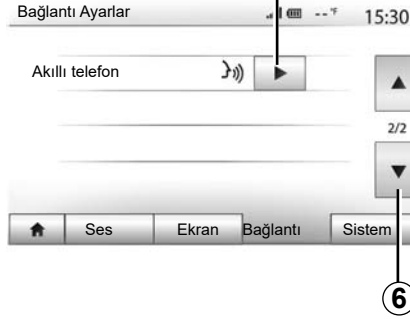 Bağlantı Ayarlar -- °F 15:30
Akıllı telefon
2/2
Ses Ekran Bağlantı Sistem
6